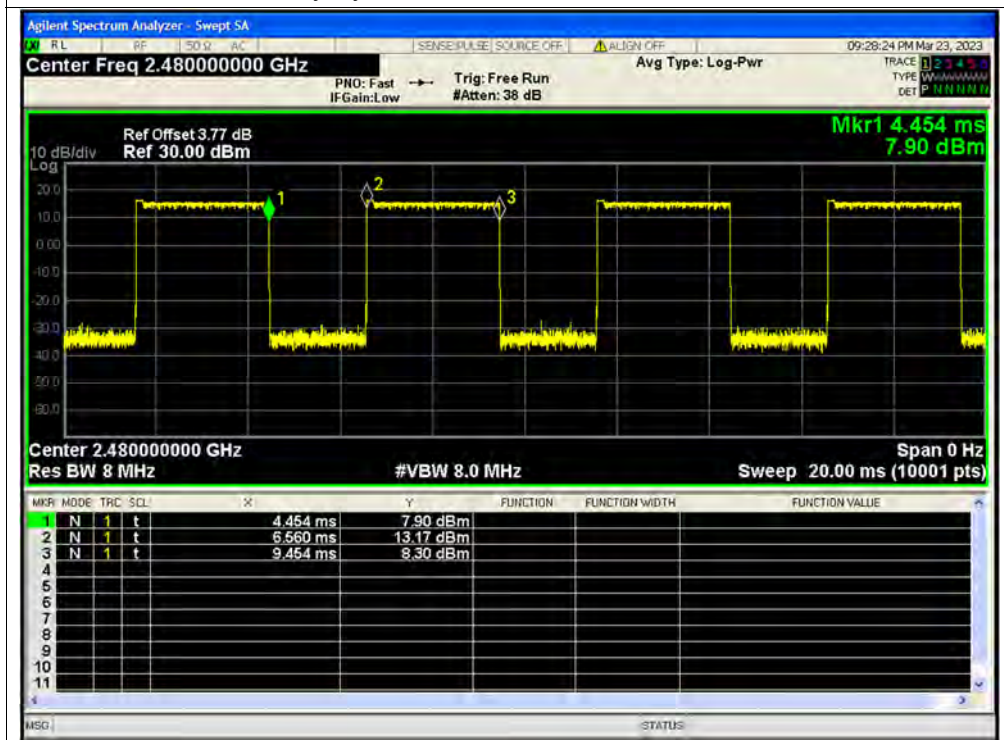 Agilent Spectrum Analyzer - Swept SA
RL RF 50 Ω AC SENSE:PULSE SOURCE OFF ALIGN OFF 09:28:24 PM Mar 23, 2023
Center Freq 2.480000000 GHz
PNO: Fast
IFGain:Low
Trig: Free Run
#Atten: 38 dB
Avg Type: Log-Pwr
TRACE 1 2 3 4 5 6
TYPE
DET P N N N N N
Ref Offset 3.77 dB
10 dB/div Ref 30.00 dBm
Log
Mkr1 4.454 ms
7.90 dBm
20.0
10.0
0.00
-10.0
-20.0
-30.0
-40.0
-50.0
-60.0
1
2
3
Center 2.480000000 GHz Span 0 Hz
Res BW 8 MHz #VBW 8.0 MHz Sweep 20.00 ms (10001 pts)
MKR MODE TRC SCL X Y FUNCTION FUNCTION WIDTH FUNCTION VALUE
1 N 1 t 4.454 ms 7.90 dBm
2 N 1 t 6.560 ms 13.17 dBm
3 N 1 t 9.454 ms 8.30 dBm
4
5
6
7
8
9
10
11
MSG STATUS